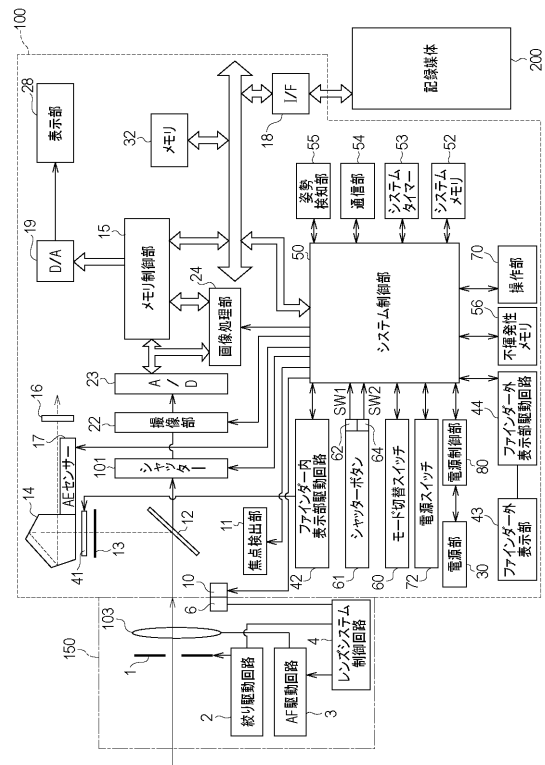 100
28
表示部
32
メモリ
I/F
18
記録媒体
200
19
D/A
15
メモリ制御部
24
画像処理部
55
姿勢
検知部
54
通信部
53
システム
タイマー
52
システム
メモリ
50
システム制御部
70
操作部
56
不揮発性
メモリ
44
ファインダー外
表示部駆動回路
43
ファインダー外
表示部
16
17
AEセンサー
14
41
13
23
A/D
22
撮像部
101
シャッター
12
11
焦点検出部
10
6
SW1
SW2
42
ファインダー内
表示部駆動回路
62
64
61
シャッターボタン
60
モード切替スイッチ
72
電源スイッチ
80
電源制御部
30
電源部
150
103
1
2
絞り駆動回路
3
AF駆動回路
4
レンズシステム
制御回路